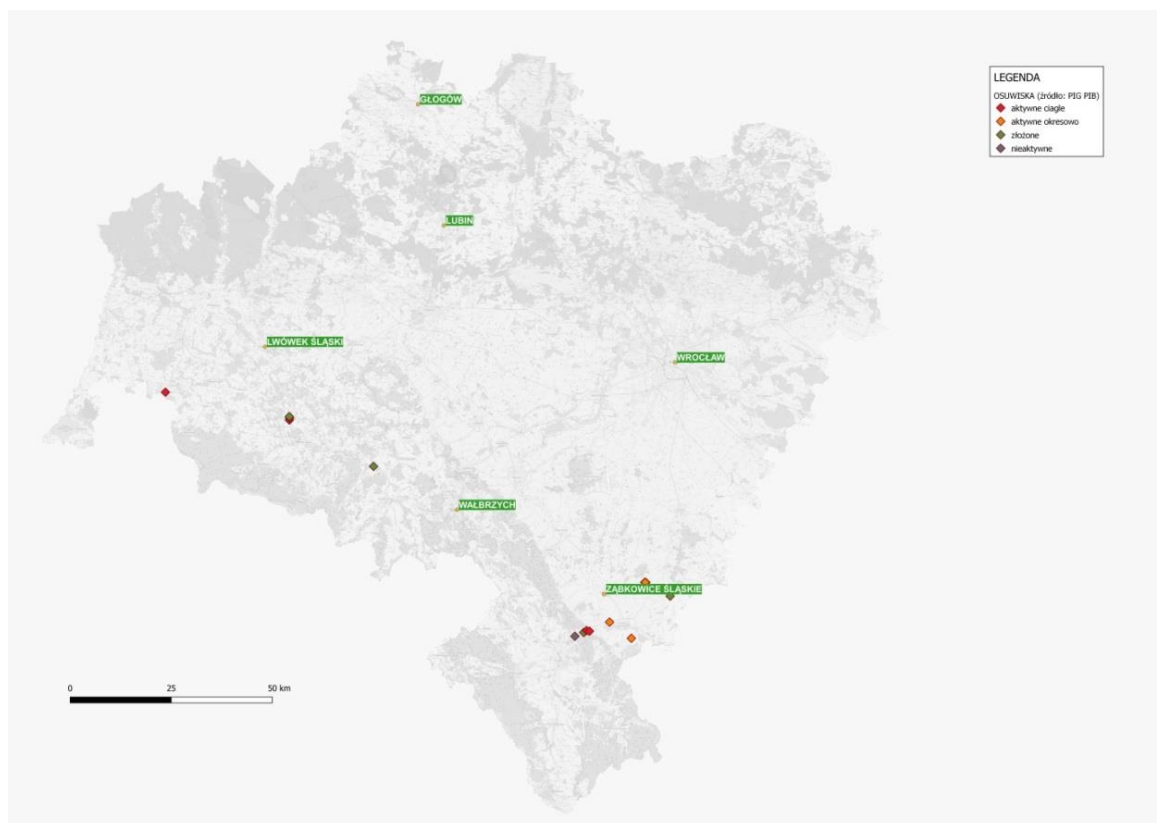 LEGENDA
OSUWISKA (źródło: PIG PIB)
aktywne ciagle
aktywne okresowo
złożone
nieaktywne
GŁOGÓW
LUBIN
LWÓWEK ŚLĄSKI
WROCŁAW
WAŁBRZYCH
ZĄBKOWICE ŚLĄSKIE
0 25 50 km